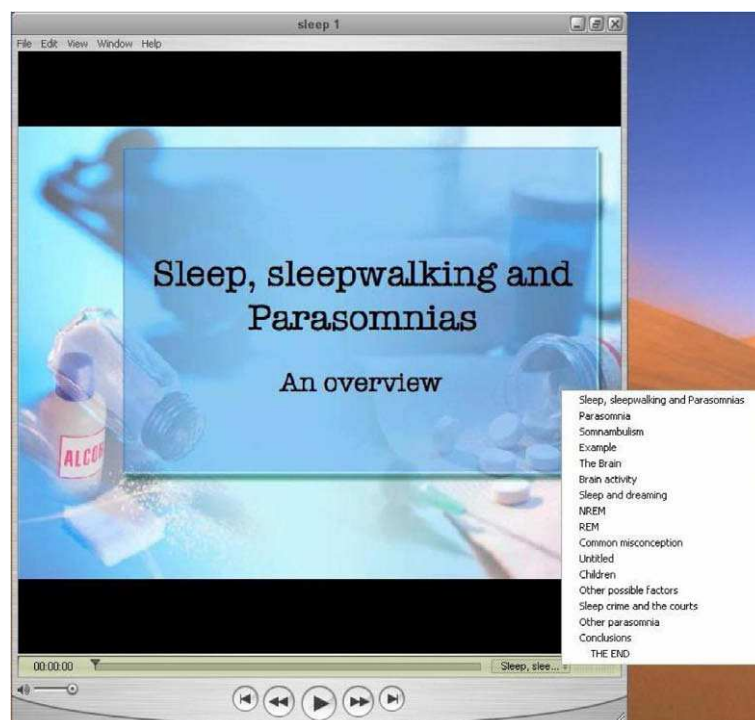 sleep 1
File Edit View Window Help
Sleep, sleepwalking and
Parasomnias
An overview
ALCOH
Sleep, sleepwalking and Parasomnias
Parasomnia
Somnambulism
Example
The Brain
Brain activity
Sleep and dreaming
NREM
REM
Common misconception
Untitled
Children
Other possible factors
Sleep crime and the courts
Other parasomnia
Conclusions
THE END
00:00:00
Sleep, slee...